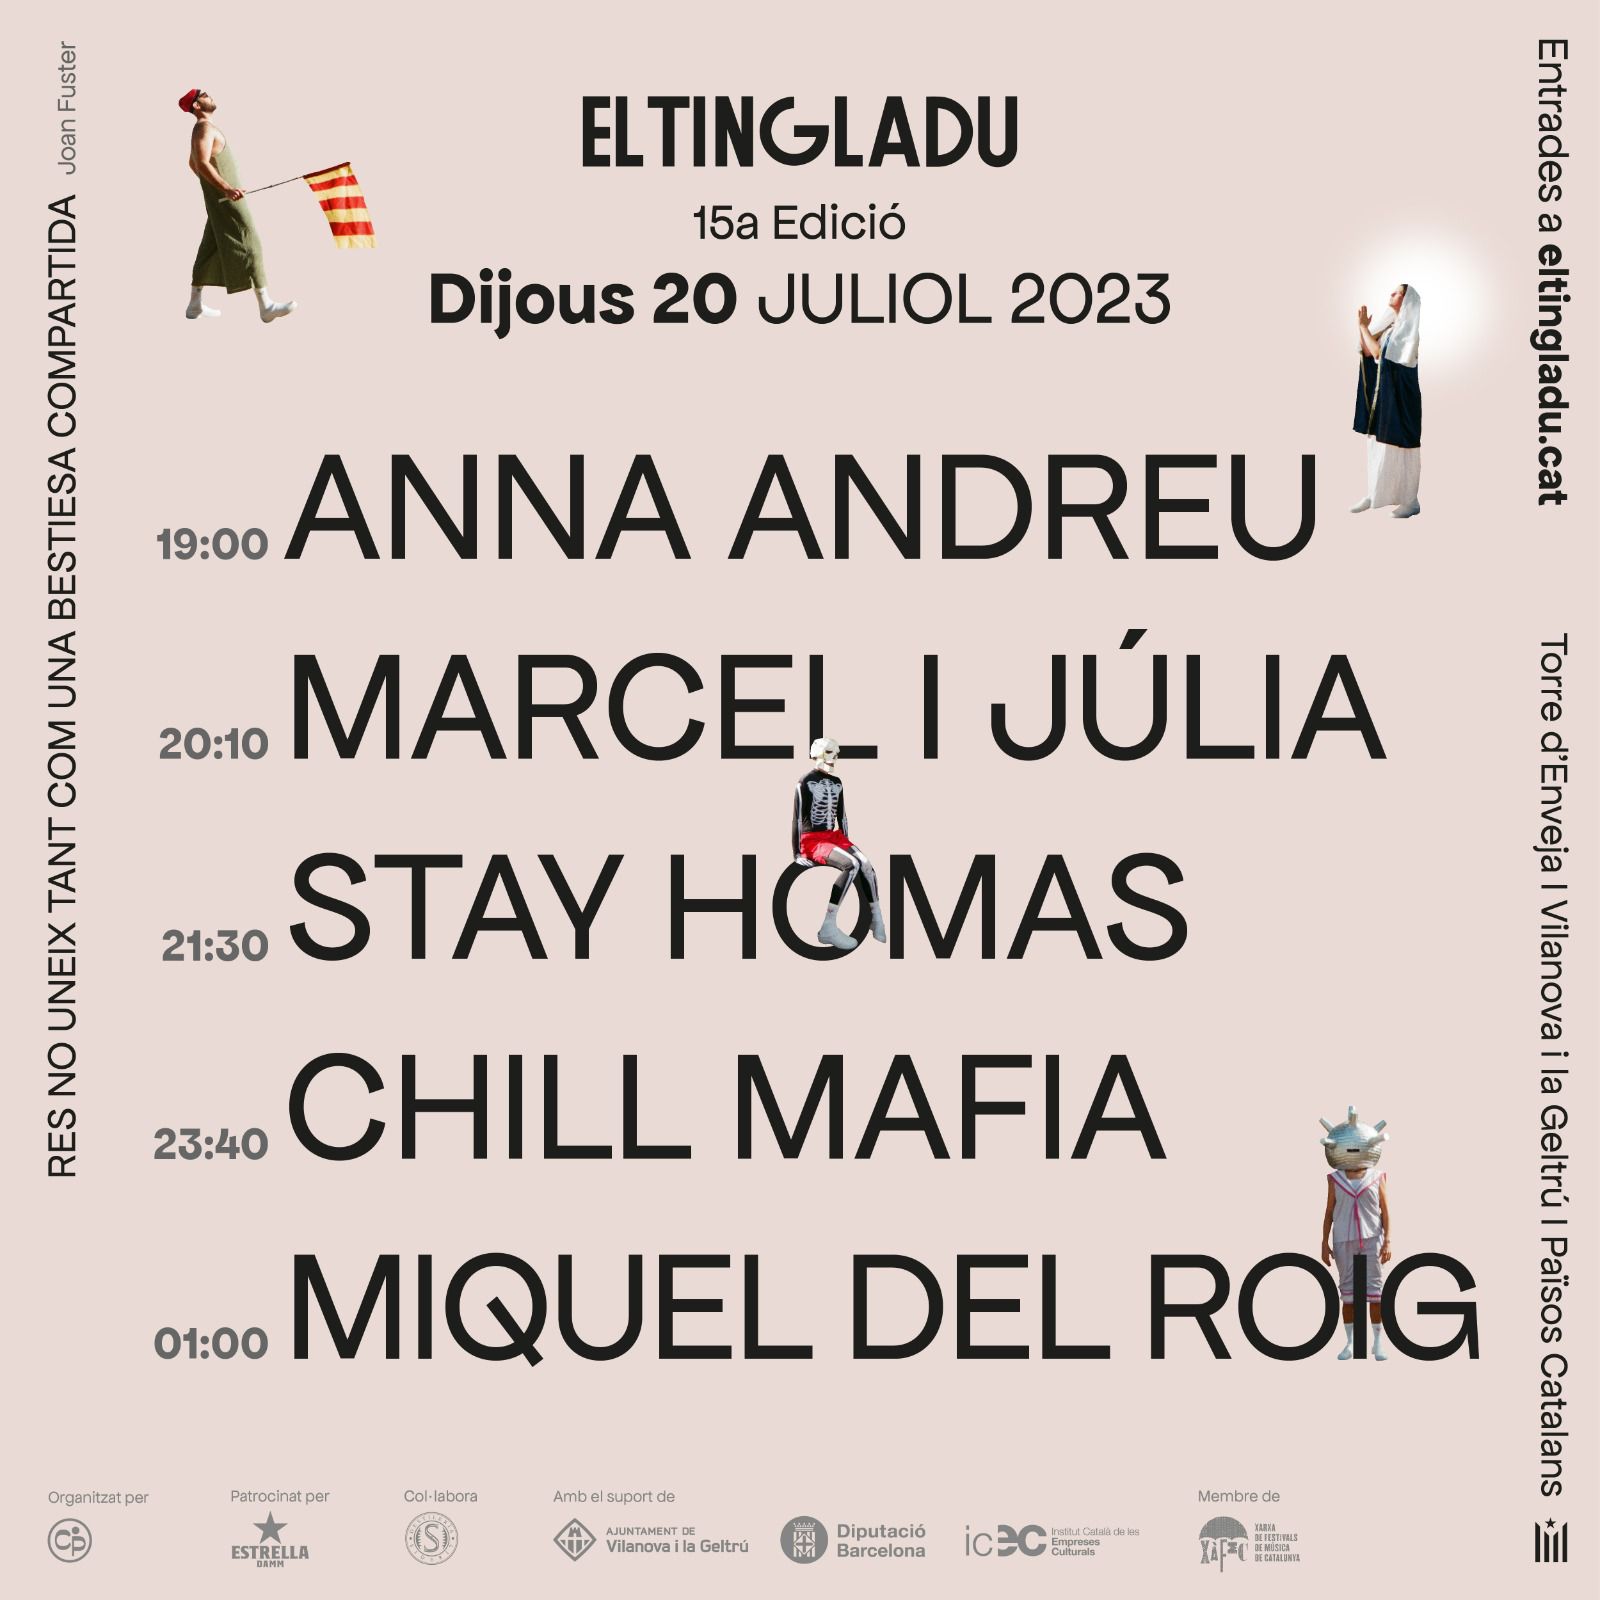 ELTINGLADU
15a Edició
Dijous 20 JULIOL 2023
RES NO UNEIX TANT COM UNA BESTIESA COMPARTIDA Joan Fuster
Entrades a eltingladu.cat
Torre d'Enveja I Vilanova i la Geltrú I Països Catalans
19:00 ANNA ANDREU
20:10 MARCEL I JÚLIA
21:30 STAY HOMAS
23:40 CHILL MAFIA
01:00 MIQUEL DEL ROIG
Organitzat per
Patrocinat per
ESTRELLA
DAMM
Col·labora
Amb el suport de
AJUNTAMENT DE
Vilanova i la Geltrú
Diputació
Barcelona
icec
Institut Català de les
Empreses
Culturals
Membre de
XAFMC
XARXA
DE FESTIVALS
DE MÚSICA
DE CATALUNYA